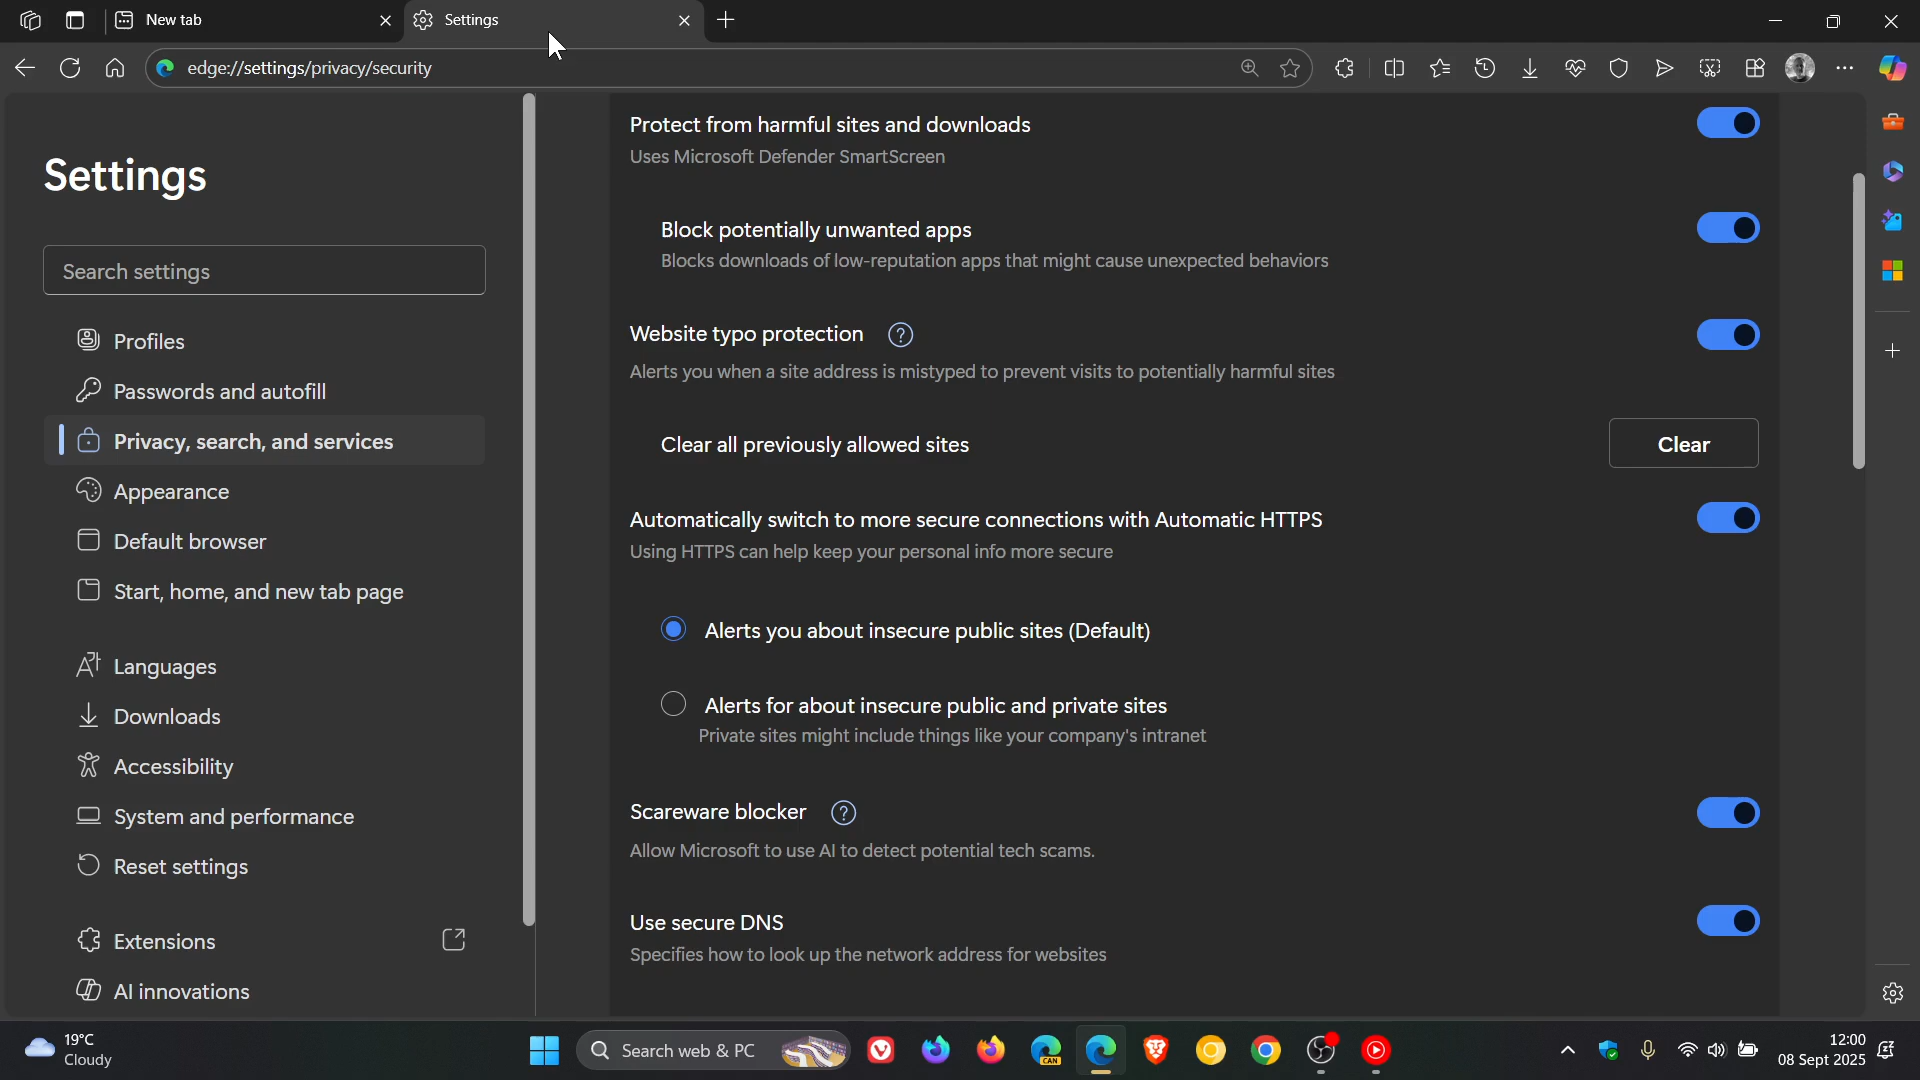 New tab
Settings
edge://settings/privacy/security
Settings
Search settings
Profiles
Passwords and autofill
Privacy, search, and services
Appearance
Default browser
Start, home, and new tab page
Languages
Downloads
Accessibility
System and performance
Reset settings
Extensions
AI innovations
Protect from harmful sites and downloads
Uses Microsoft Defender SmartScreen
Block potentially unwanted apps
Blocks downloads of low-reputation apps that might cause unexpected behaviors
Website typo protection
Alerts you when a site address is mistyped to prevent visits to potentially harmful sites
Clear all previously allowed sites
Clear
Automatically switch to more secure connections with Automatic HTTPS
Using HTTPS can help keep your personal info more secure
Alerts you about insecure public sites (Default)
Alerts for about insecure public and private sites
Private sites might include things like your company's intranet
Scareware blocker
Allow Microsoft to use AI to detect potential tech scams.
Use secure DNS
Specifies how to look up the network address for websites
19°C
Cloudy
Search web & PC
CAN
12:00
08 Sept 2025